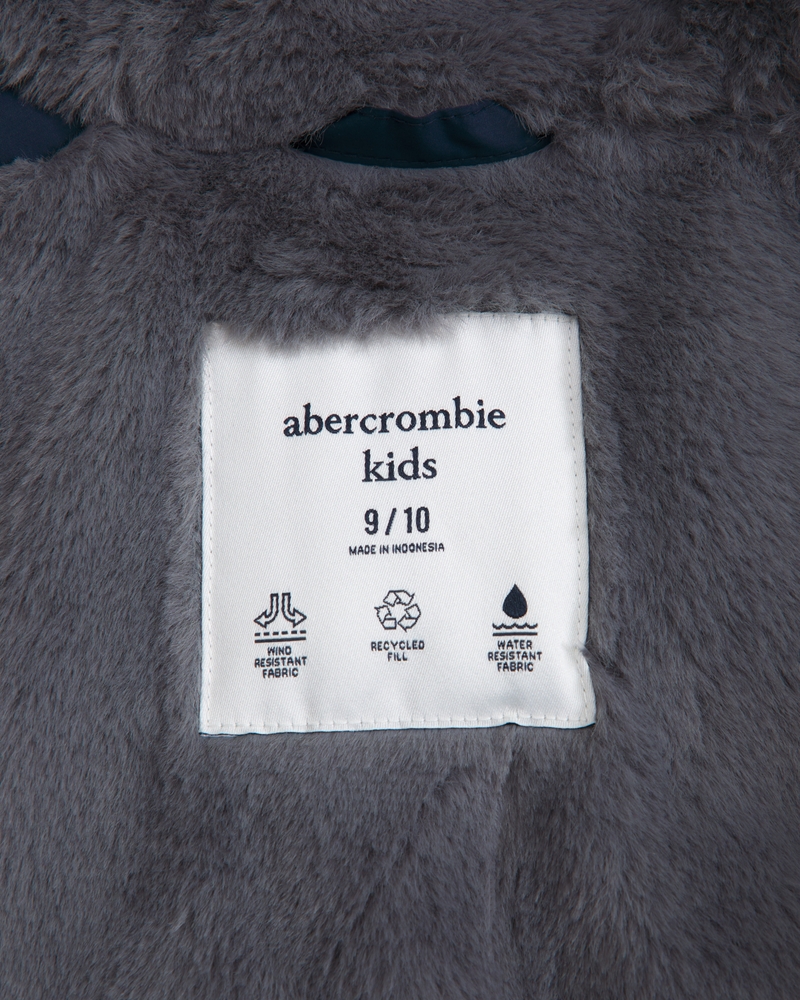 abercrombie
kids
9 / 10
MADE IN INDONESIA
WIND
RESISTANT
FABRIC
RECYCLED
FILL
WATER
RESISTANT
FABRIC